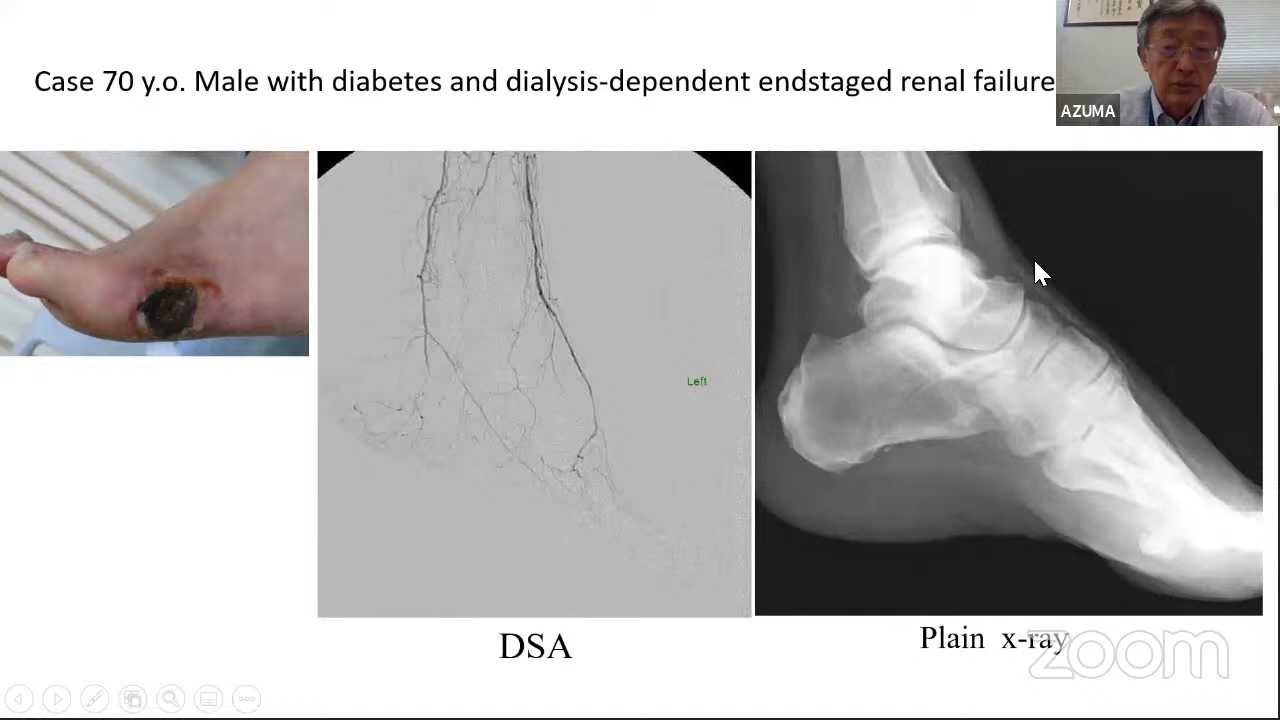 Case 70 y.o. Male with diabetes and dialysis-dependent endstaged renal failure
AZUMA
Left
DSA
Plain x-ray
zoom